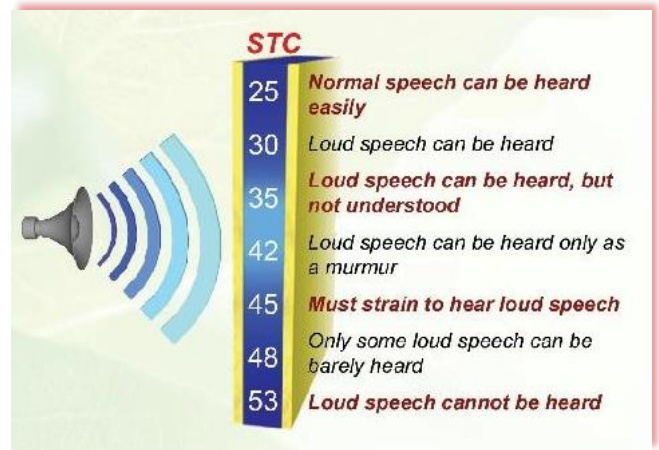 STC
25
Normal speech can be heard
easily
30
Loud speech can be heard
35
Loud speech can be heard, but
not understood
42
Loud speech can be heard only as
a murmur
45
Must strain to hear loud speech
48
Only some loud speech can be
barely heard
53
Loud speech cannot be heard